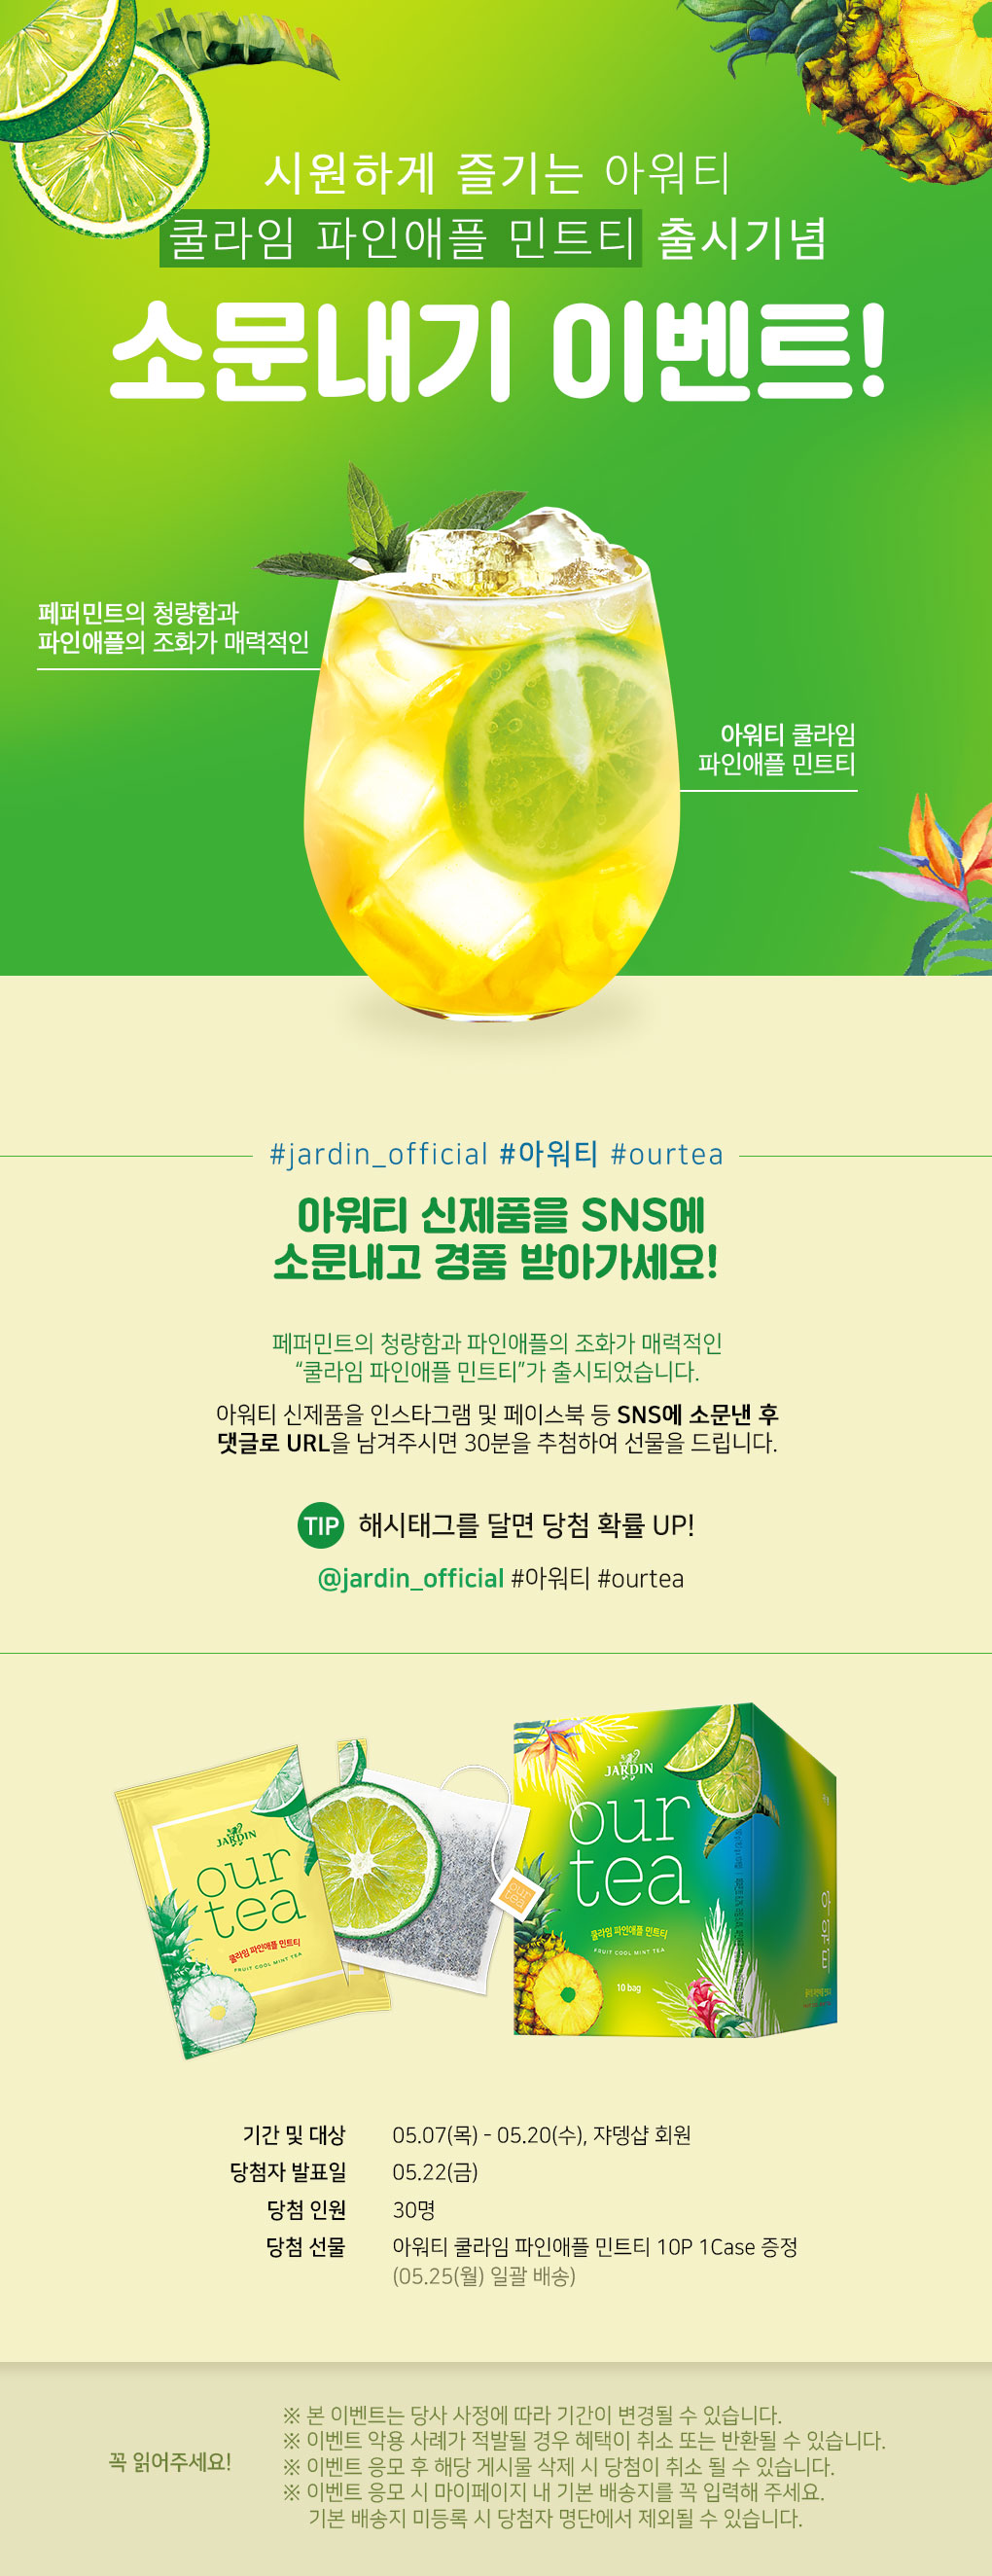 시원하게 즐기는 아워티
쿨라임 파인애플 민트티 출시기념
소문내기 이벤트!
페퍼민트의 청량함과
파인애플의 조화가 매력적인
아워티 쿨라임
파인애플 민트티
#jardin_official #아워티 #ourtea
아워티 신제품을 SNS에
소문내고 경품 받아가세요!
페퍼민트의 청량함과 파인애플의 조화가 매력적인
“쿨라임 파인애플 민트티”가 출시되었습니다.
아워티 신제품을 인스타그램 및 페이스북 등 SNS에 소문낸 후
댓글로 URL을 남겨주시면 30분을 추첨하여 선물을 드립니다.
TIP 해시태그를 달면 당첨 확률 UP!
@jardin_official #아워티 #ourtea
JARDIN
our
tea
쿨라임 파인애플 민트티
FRUIT COOL MINT TEA
our
tea
JARDIN
our
tea
쿨라임 파인애플 민트티
FRUIT COOL MINT TEA
10 bag
아워티
기간 및 대상 05.07(목) - 05.20(수), 쟈뎅샵 회원
당첨자 발표일 05.22(금)
당첨 인원 30명
당첨 선물 아워티 쿨라임 파인애플 민트티 10P 1Case 증정
(05.25(월) 일괄 배송)
꼭 읽어주세요!
※ 본 이벤트는 당사 사정에 따라 기간이 변경될 수 있습니다.
※ 이벤트 악용 사례가 적발될 경우 혜택이 취소 또는 반환될 수 있습니다.
※ 이벤트 응모 후 해당 게시물 삭제 시 당첨이 취소 될 수 있습니다.
※ 이벤트 응모 시 마이페이지 내 기본 배송지를 꼭 입력해 주세요.
기본 배송지 미등록 시 당첨자 명단에서 제외될 수 있습니다.